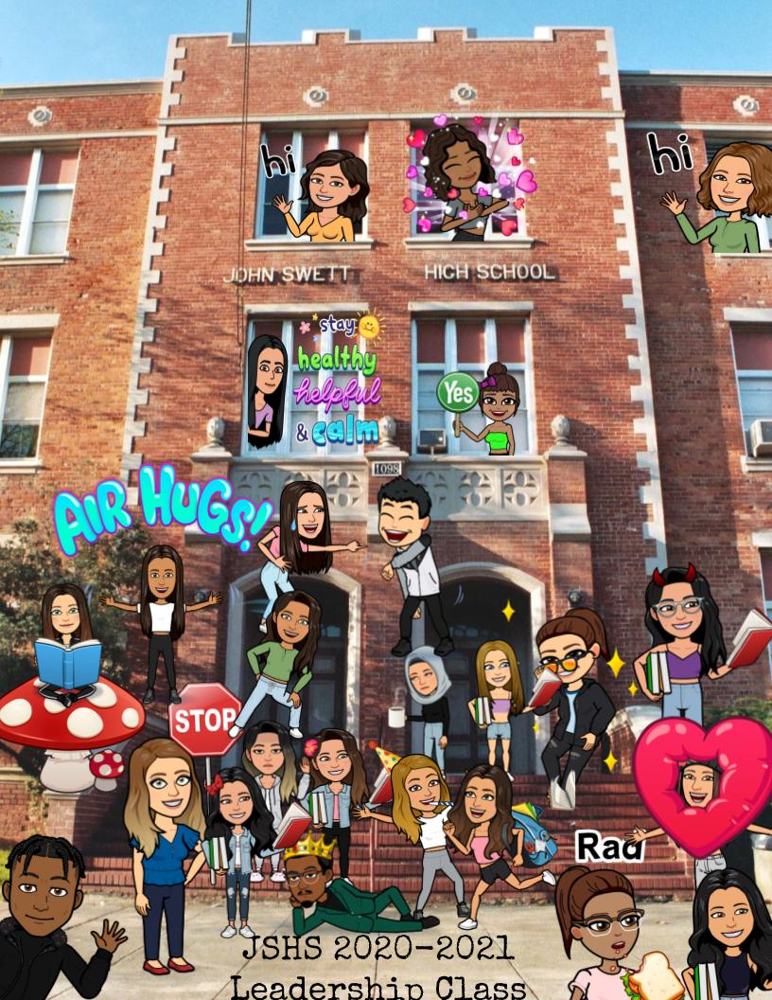 hi
hi
JOHN SWETT HIGH SCHOOL
stay
healthy
helpful
& calm
Yes
1098
AIR HUGS!
STOP
Rad
JSHS 2020-2021
Leadership Class